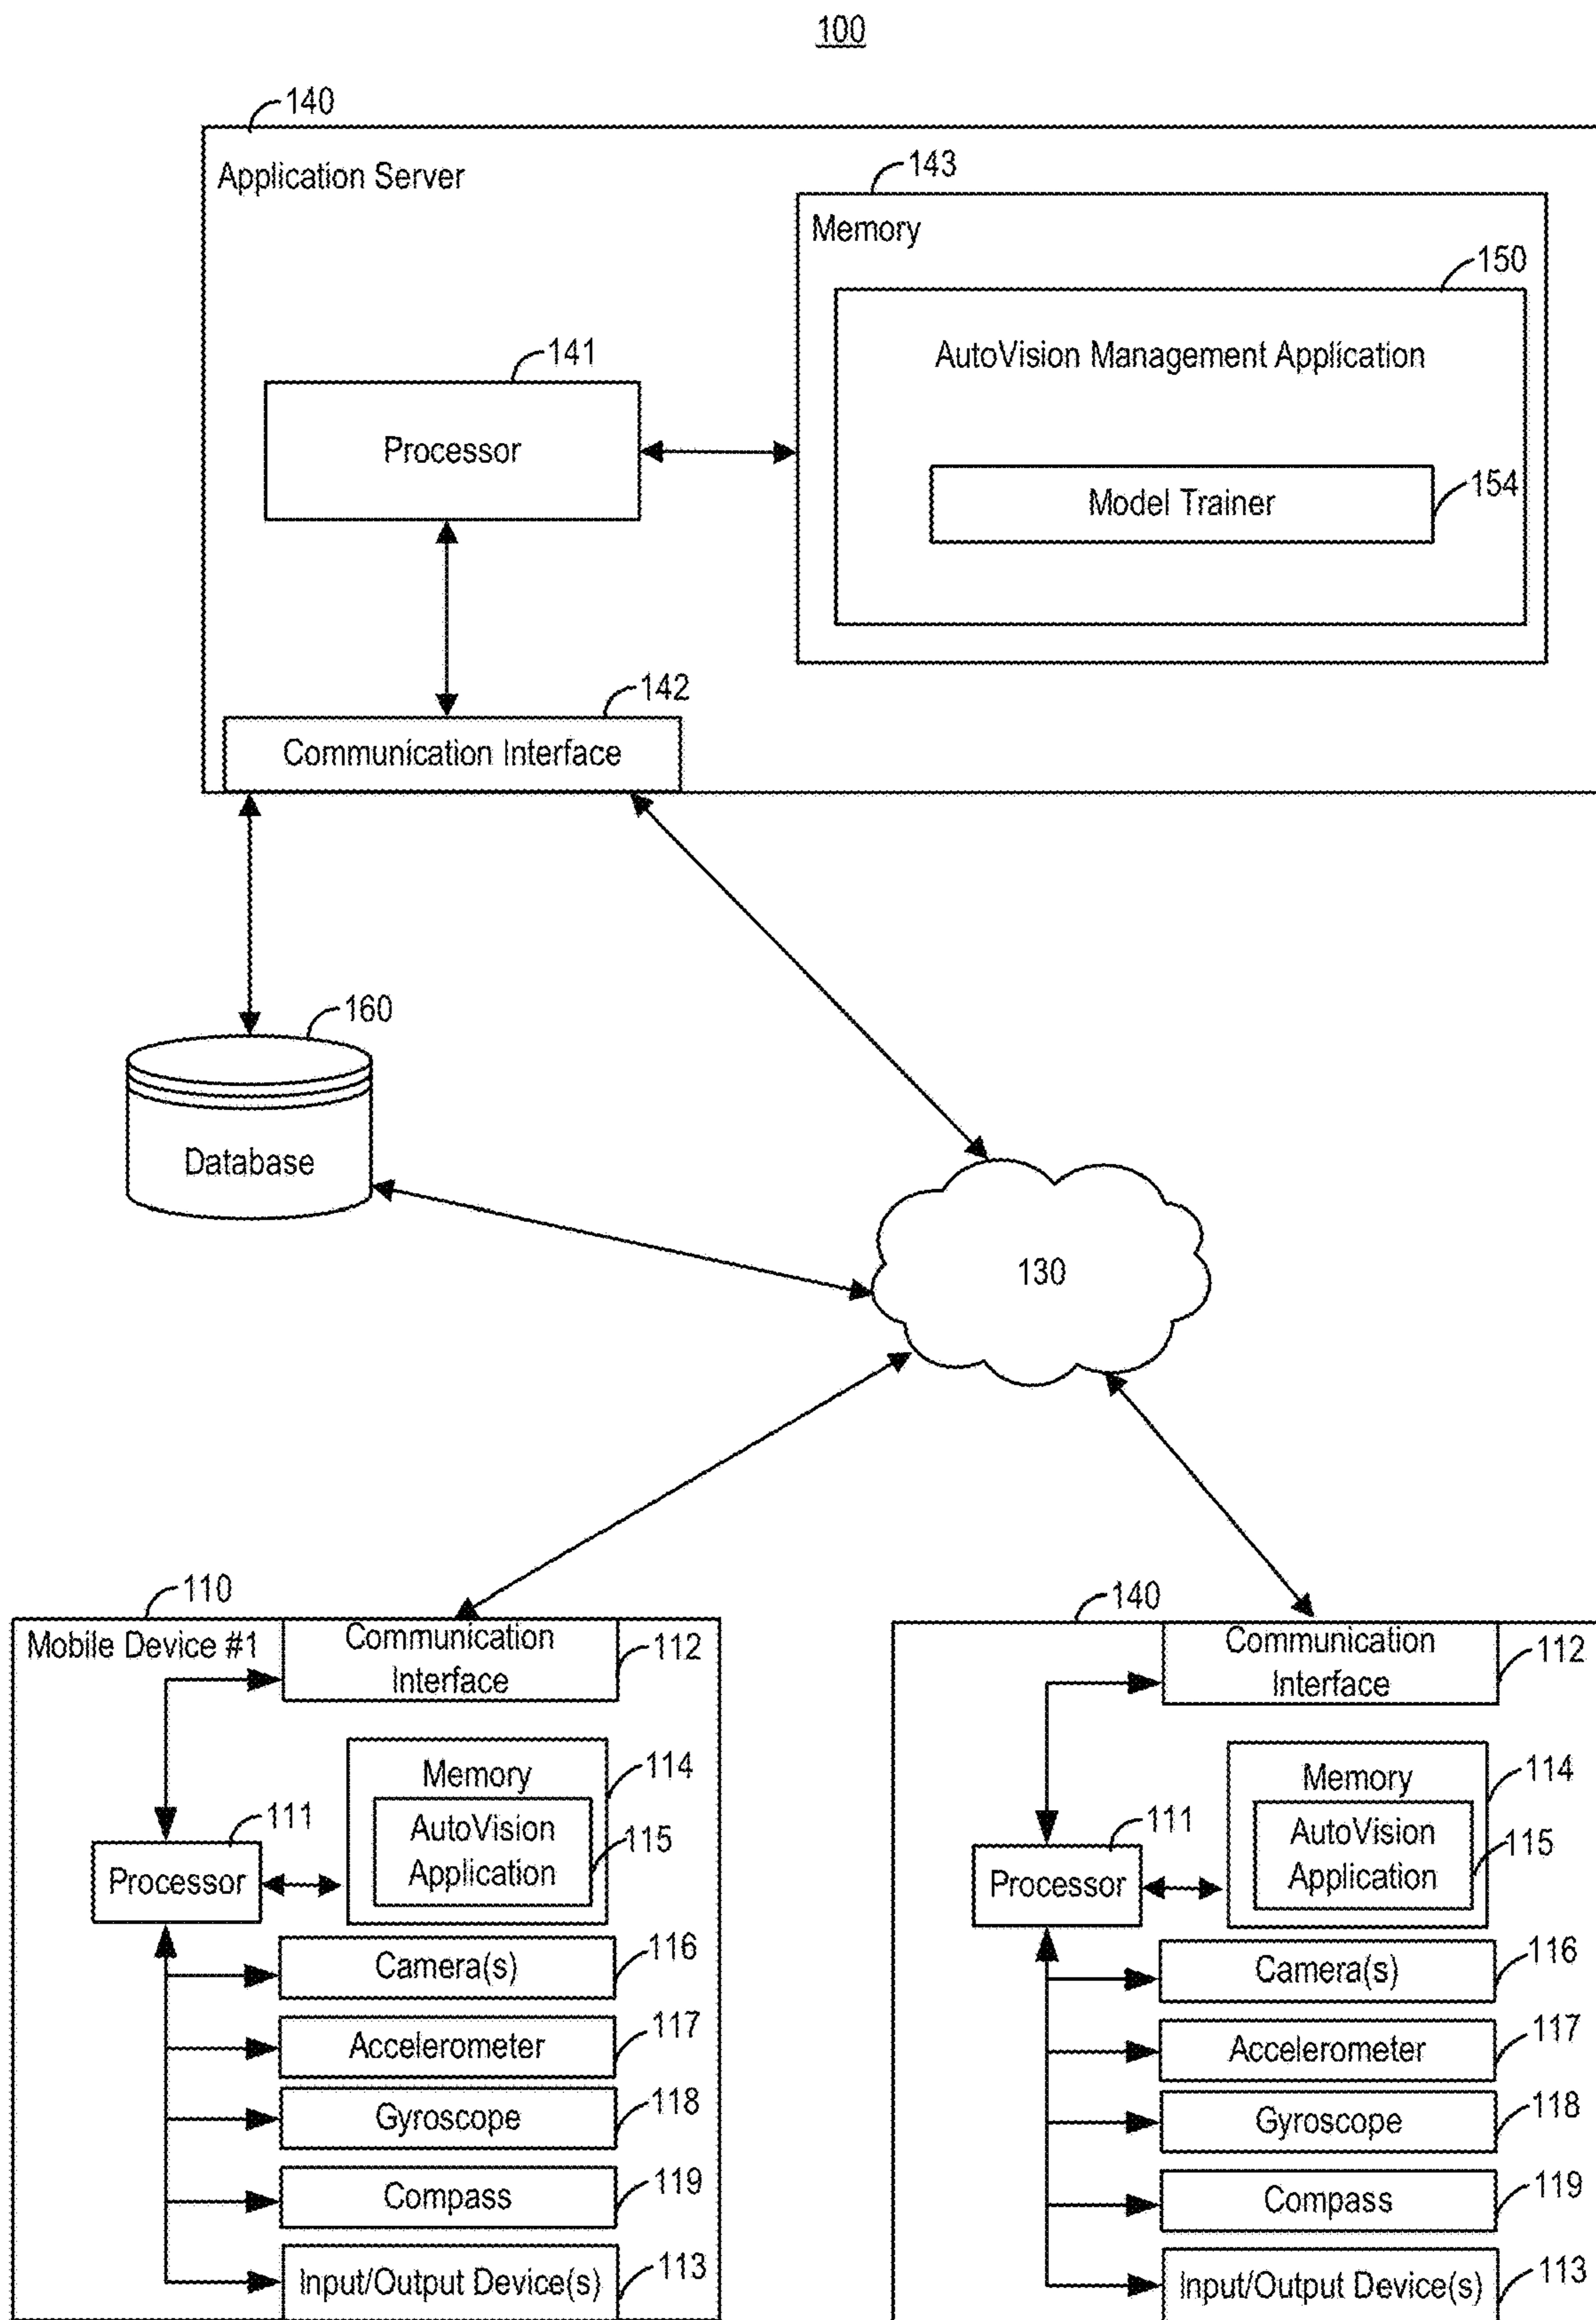 100
140
Application Server
143
Memory
150
AutoVision Management Application
141
Processor
Model Trainer
154
142
Communication Interface
160
Database
130
110
Mobile Device #1
Communication
Interface
112
Memory
114
AutoVision
Application
115
111
Processor
Camera(s)
116
Accelerometer
117
Gyroscope
118
Compass
119
Input/Output Device(s)
113
140
Communication
Interface
112
Memory
114
AutoVision
Application
115
111
Processor
Camera(s)
116
Accelerometer
117
Gyroscope
118
Compass
119
Input/Output Device(s)
113